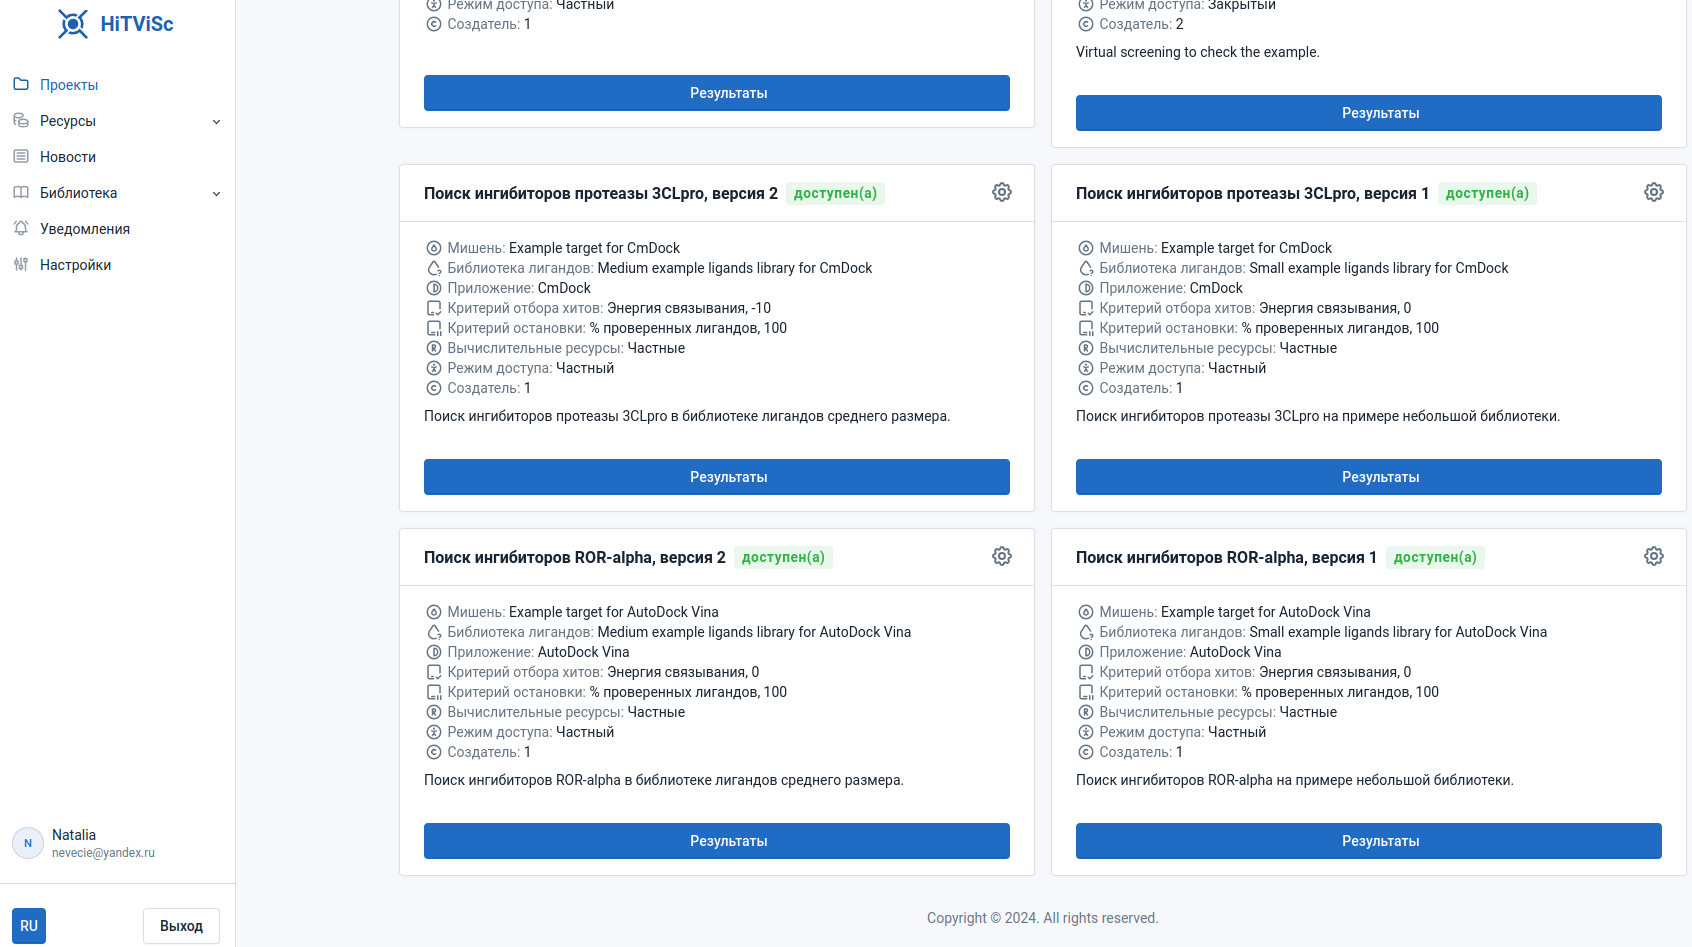 HiTViSc
Проекты
Ресурсы
Новости
Библиотека
Уведомления
Настройки
Natalia
N
nevecie@yandex.ru
RU
Выход
Режим доступа: Частный
Создатель: 1
Результаты
Режим доступа: Закрытый
Создатель: 2
Virtual screening to check the example.
Результаты
Поиск ингибиторов протеазы 3CLpro, версия 2 доступен(а)
Мишень: Example target for CmDock
Библиотека лигандов: Medium example ligands library for CmDock
Приложение: CmDock
Критерий отбора хитов: Энергия связывания, -10
Критерий остановки: % проверенных лигандов, 100
Вычислительные ресурсы: Частные
Режим доступа: Частный
Создатель: 1
Поиск ингибиторов протеазы 3CLpro в библиотеке лигандов среднего размера.
Результаты
Поиск ингибиторов протеазы 3CLpro, версия 1 доступен(а)
Мишень: Example target for CmDock
Библиотека лигандов: Small example ligands library for CmDock
Приложение: CmDock
Критерий отбора хитов: Энергия связывания, 0
Критерий остановки: % проверенных лигандов, 100
Вычислительные ресурсы: Частные
Режим доступа: Частный
Создатель: 1
Поиск ингибиторов протеазы 3CLpro на примере небольшой библиотеки.
Результаты
Поиск ингибиторов ROR-alpha, версия 2 доступен(а)
Мишень: Example target for AutoDock Vina
Библиотека лигандов: Medium example ligands library for AutoDock Vina
Приложение: AutoDock Vina
Критерий отбора хитов: Энергия связывания, 0
Критерий остановки: % проверенных лигандов, 100
Вычислительные ресурсы: Частные
Режим доступа: Частный
Создатель: 1
Поиск ингибиторов ROR-alpha в библиотеке лигандов среднего размера.
Результаты
Поиск ингибиторов ROR-alpha, версия 1 доступен(а)
Мишень: Example target for AutoDock Vina
Библиотека лигандов: Small example ligands library for AutoDock Vina
Приложение: AutoDock Vina
Критерий отбора хитов: Энергия связывания, 0
Критерий остановки: % проверенных лигандов, 100
Вычислительные ресурсы: Частные
Режим доступа: Частный
Создатель: 1
Поиск ингибиторов ROR-alpha на примере небольшой библиотеки.
Результаты
Copyright © 2024. All rights reserved.